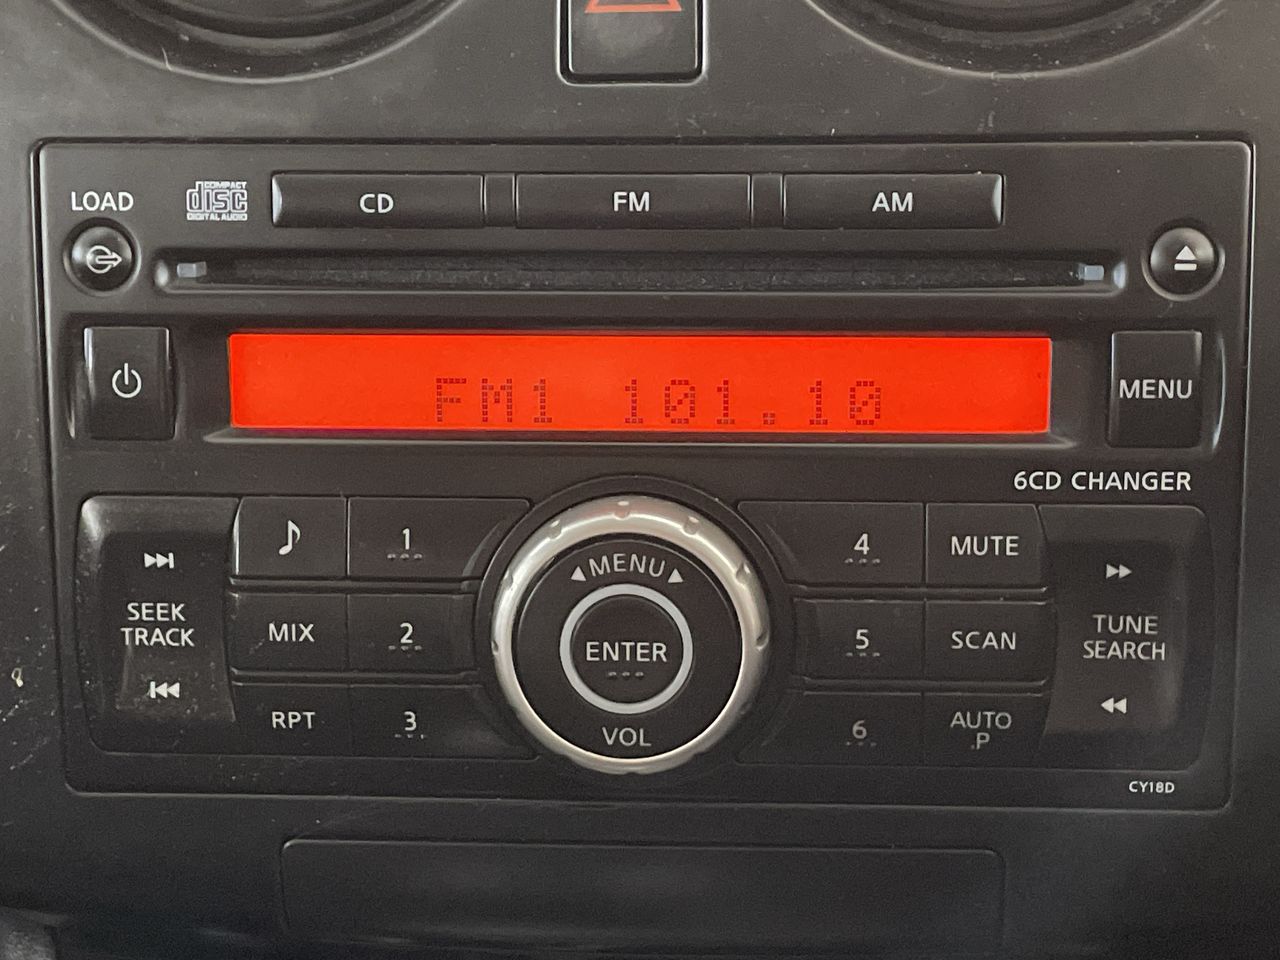 LOAD
COMPACT
disc
DIGITAL AUDIO
CD
FM
AM
FM1 101.10
MENU
6CD CHANGER
SEEK
TRACK
1
MIX
2
RPT
3
MENU
ENTER
VOL
4
MUTE
5
SCAN
6
AUTO
.P
TUNE
SEARCH
CY18D